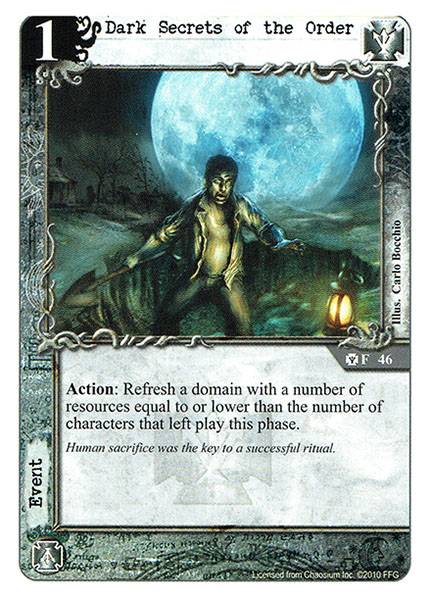 1
Dark Secrets of the Order
Illus. Carlo Bocchio
F 46
Action: Refresh a domain with a number of
resources equal to or lower than the number of
characters that left play this phase.
Human sacrifice was the key to a successful ritual.
Event
Licensed from Chaosium Inc. ©2010 FFG